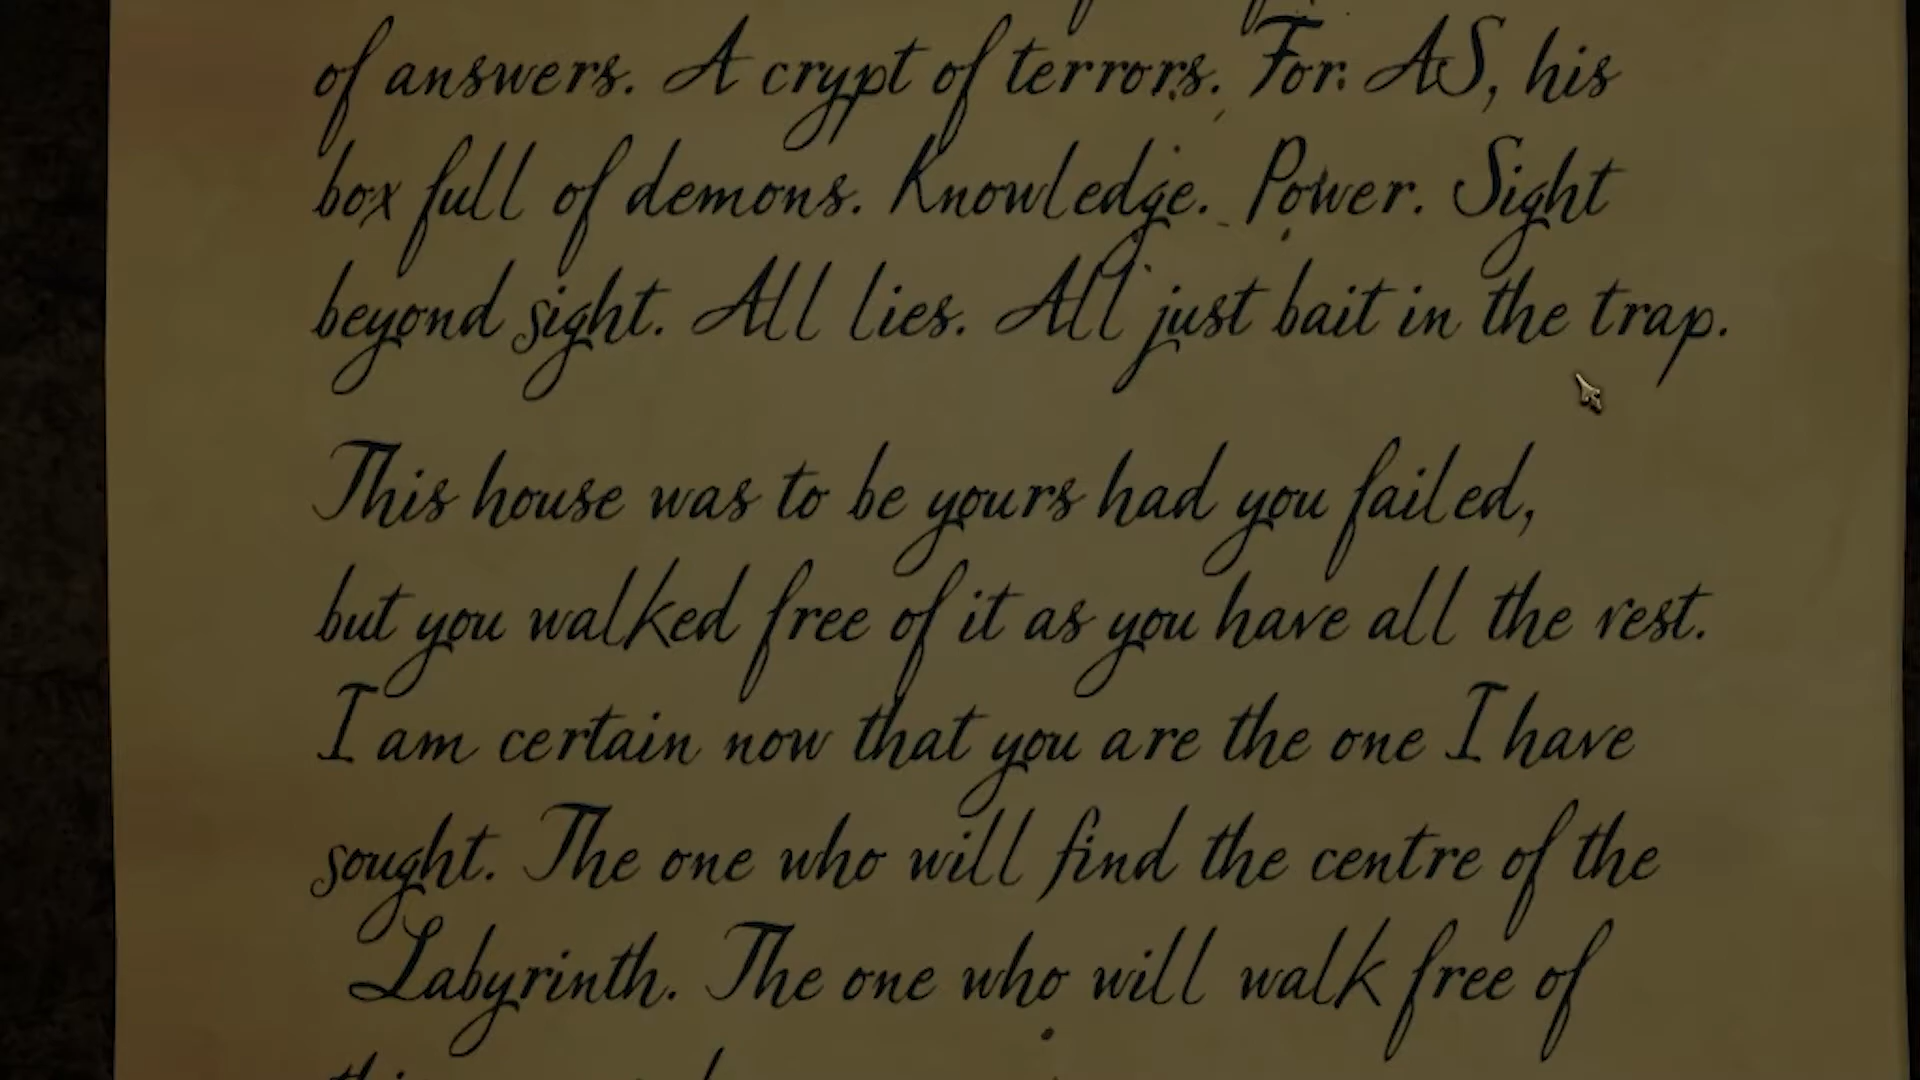 of answers. A crypt of terrors. For AS, his
box full of demons. Knowledge. Power. Sight
beyond sight. All lies. All just bait in the trap.
This house was to be yours had you failed,
but you walked free of it as you have all the rest.
I am certain now that you are the one I have
sought. The one who will find the centre of the
Labyrinth. The one who will walk free of